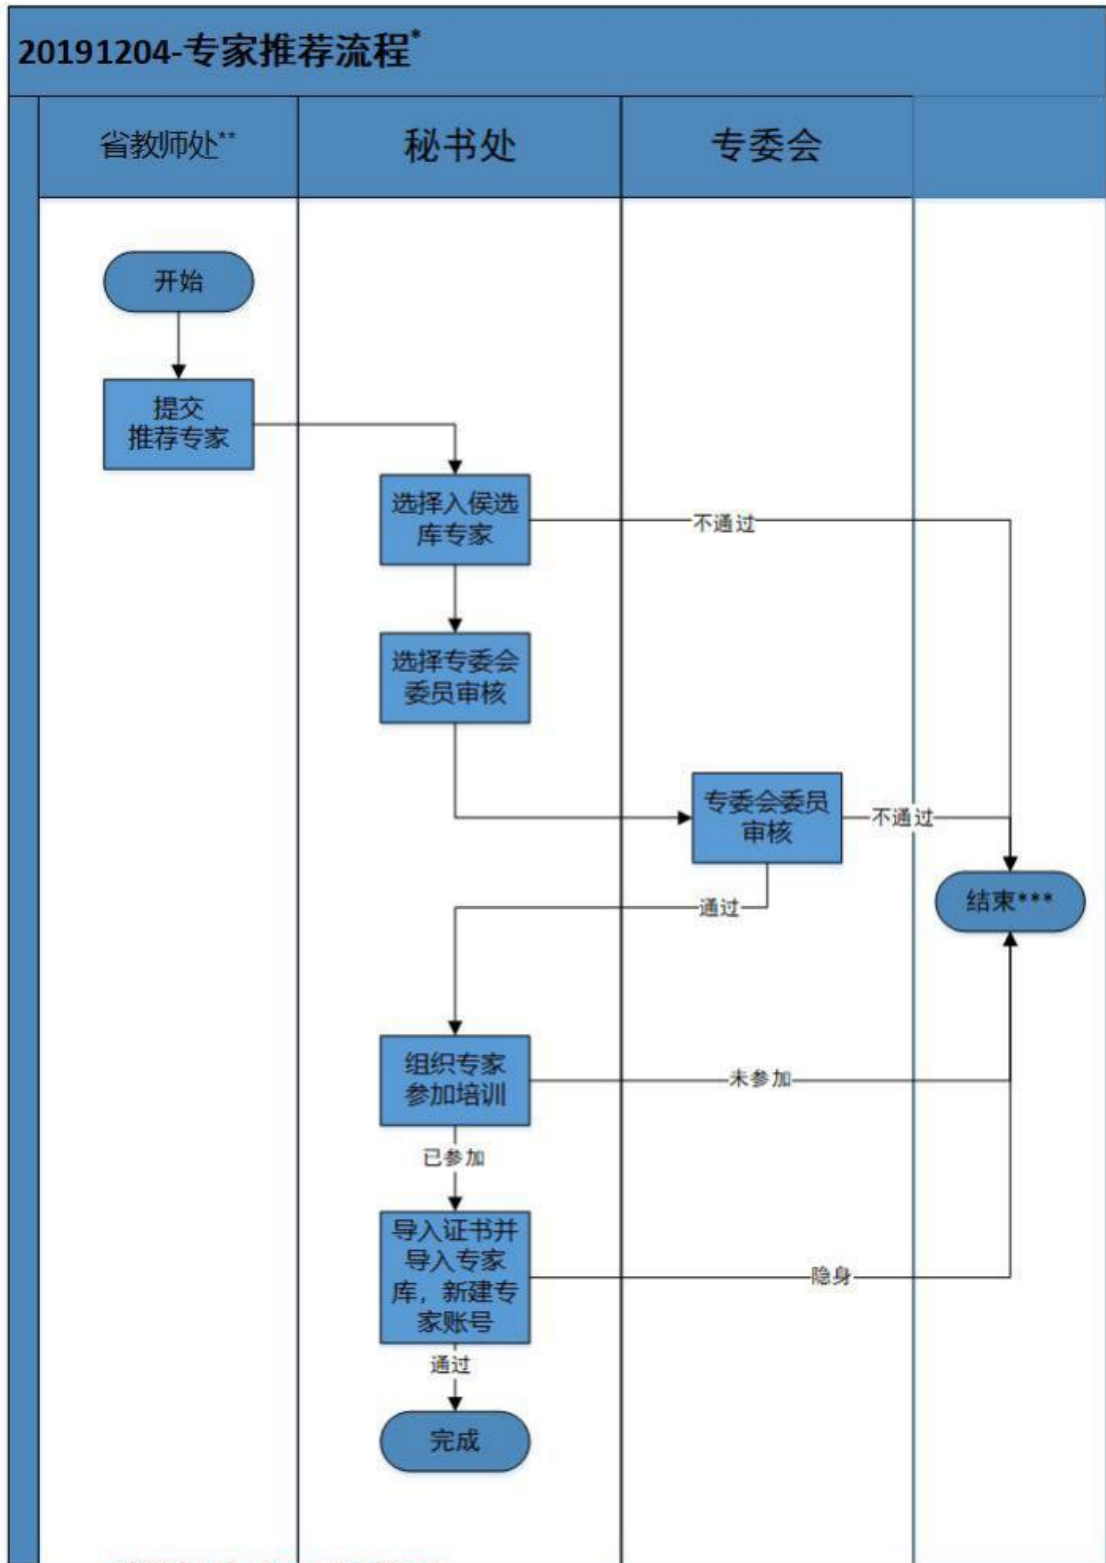 20191204-专家推荐流程*
省教师处**
秘书处
专委会
开始
提交
推荐专家
选择入侯选
库专家
不通过
选择专委会
委员审核
专委会委员
审核
不通过
结束***
通过
组织专家
参加培训
未参加
已参加
导入证书并
导入专家
库，新建专
家账号
隐身
通过
完成